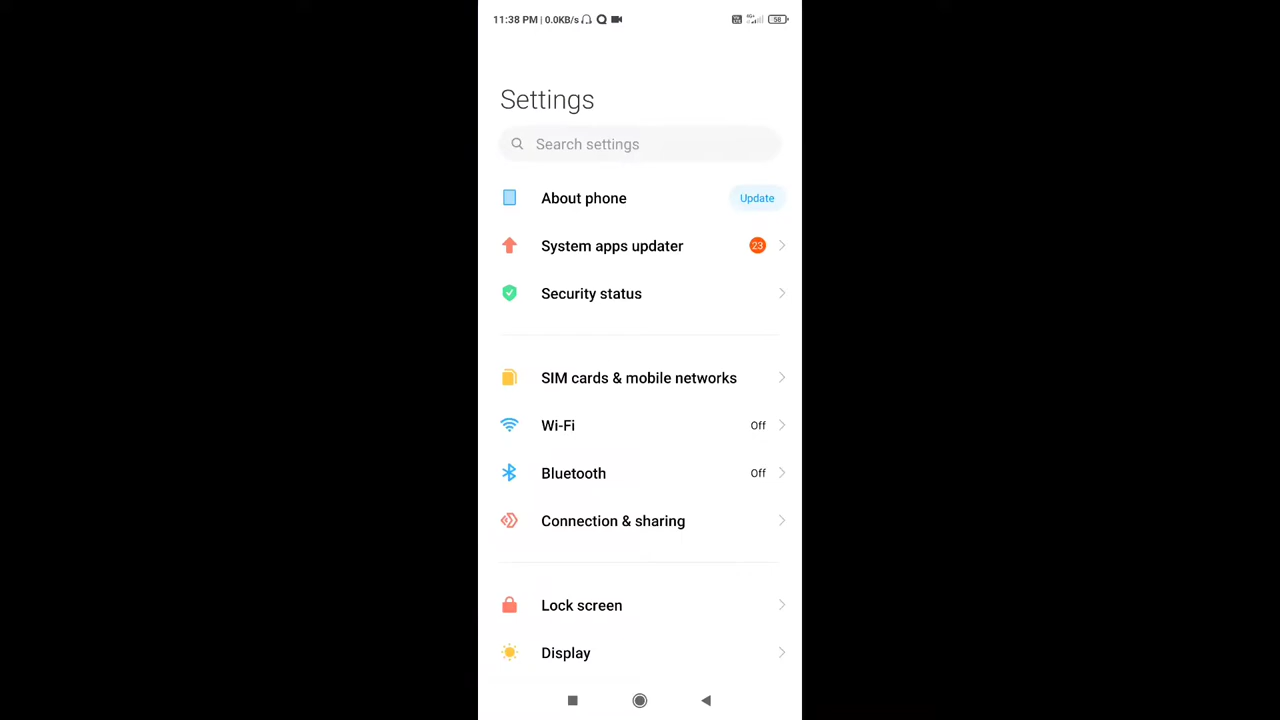 11:38 PM | 0.0KB/s 58
Settings
Search settings
About phone Update
System apps updater 23
Security status
SIM cards & mobile networks
Wi-Fi Off
Bluetooth Off
Connection & sharing
Lock screen
Display